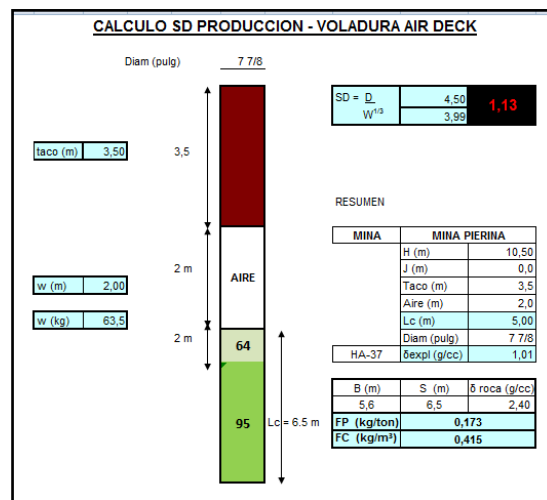 CALCULO SD PRODUCCION - VOLADURA AIR DECK
Diam (pulg) 7 7/8
SD = D 4,50 1,13
W1/3 3,99
taco (m) 3,50
3,5
RESUMEN
MINA MINA PIERINA
H (m) 10,50
J (m) 0,0
Taco (m) 3,5
Aire (m) 2,0
Lc (m) 5,00
Diam (pulg) 7 7/8
HA-37 δexpl (g/cc) 1,01
2 m
AIRE
w (m) 2,00
w (kg) 63,5
2 m
64
95
Lc = 6.5 m
B (m) S (m) δ roca (g/cc)
5,6 6,5 2,40
FP (kg/ton) 0,173
FC (kg/m³) 0,415